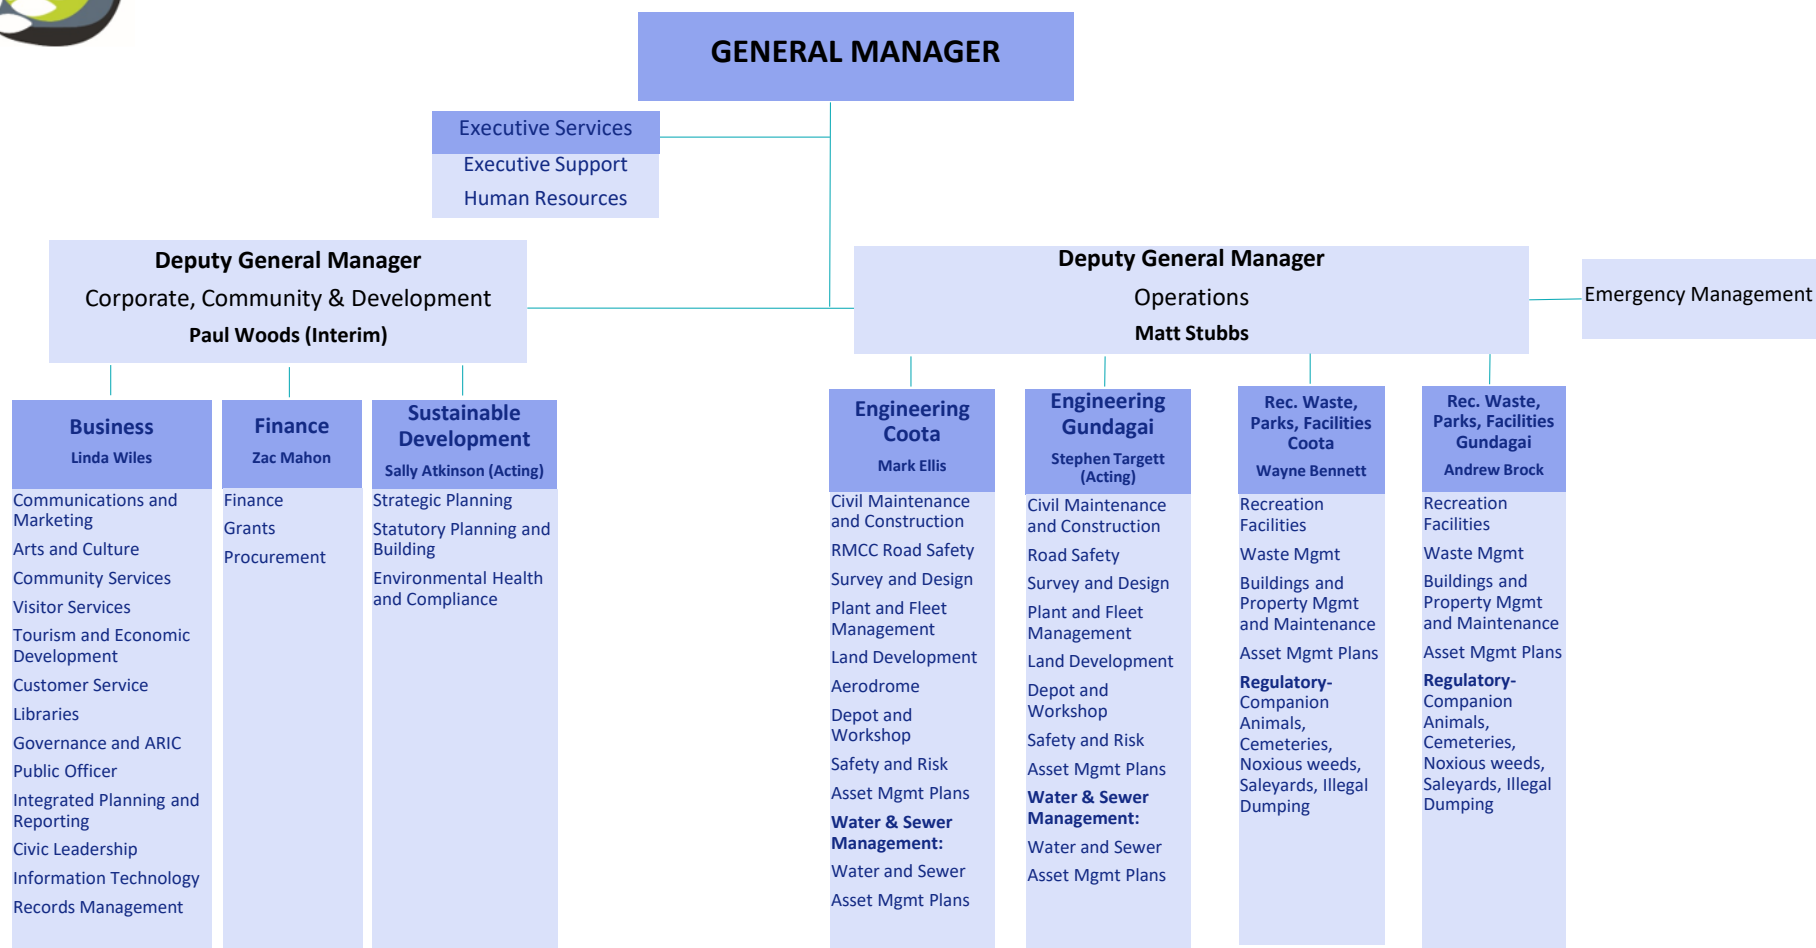 GENERAL MANAGER
Executive Services
Executive Support
Human Resources
Deputy General Manager
Corporate, Community & Development
Paul Woods (Interim)
Deputy General Manager
Operations
Matt Stubbs
Emergency Management
Business
Linda Wiles
Communications and
Marketing
Arts and Culture
Community Services
Visitor Services
Tourism and Economic
Development
Customer Service
Libraries
Governance and ARIC
Public Officer
Integrated Planning and
Reporting
Civic Leadership
Information Technology
Records Management
Finance
Zac Mahon
Finance
Grants
Procurement
Sustainable
Development
Sally Atkinson (Acting)
Strategic Planning
Statutory Planning and
Building
Environmental Health
and Compliance
Engineering
Coota
Mark Ellis
Civil Maintenance
and Construction
RMCC Road Safety
Survey and Design
Plant and Fleet
Management
Land Development
Aerodrome
Depot and
Workshop
Safety and Risk
Asset Mgmt Plans
Water & Sewer
Management:
Water and Sewer
Asset Mgmt Plans
Engineering
Gundagai
Stephen Targett
(Acting)
Civil Maintenance
and Construction
Road Safety
Survey and Design
Plant and Fleet
Management
Land Development
Depot and
Workshop
Safety and Risk
Asset Mgmt Plans
Water & Sewer
Management:
Water and Sewer
Asset Mgmt Plans
Rec. Waste,
Parks, Facilities
Coota
Wayne Bennett
Recreation
Facilities
Waste Mgmt
Buildings and
Property Mgmt
and Maintenance
Asset Mgmt Plans
Regulatory-
Companion
Animals,
Cemeteries,
Noxious weeds,
Saleyards, Illegal
Dumping
Rec. Waste,
Parks, Facilities
Gundagai
Andrew Brock
Recreation
Facilities
Waste Mgmt
Buildings and
Property Mgmt
and Maintenance
Asset Mgmt Plans
Regulatory-
Companion
Animals,
Cemeteries,
Noxious weeds,
Saleyards, Illegal
Dumping